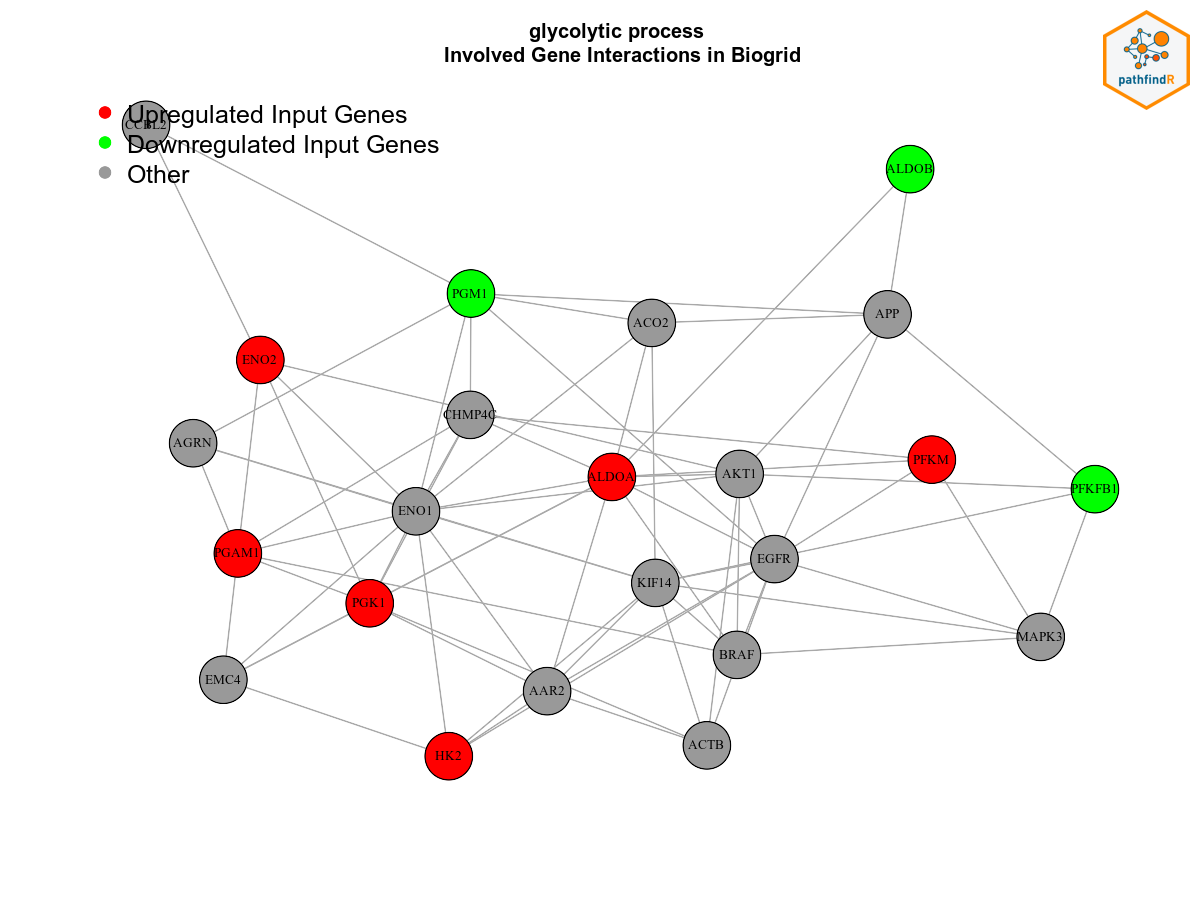 glycolytic process
Involved Gene Interactions in Biogrid
pathfindR
Upregulated Input Genes
Downregulated Input Genes
Other
ALDOB
PGM1
APP
ACO2
ENO2
CHMP4C
AGRN
PFKM
AKT1
ALDOA
PFKFB1
ENO1
PGAM1
EGFR
KIF14
PGK1
MAPK3
BRAF
EMC4
AAR2
ACTB
HK2